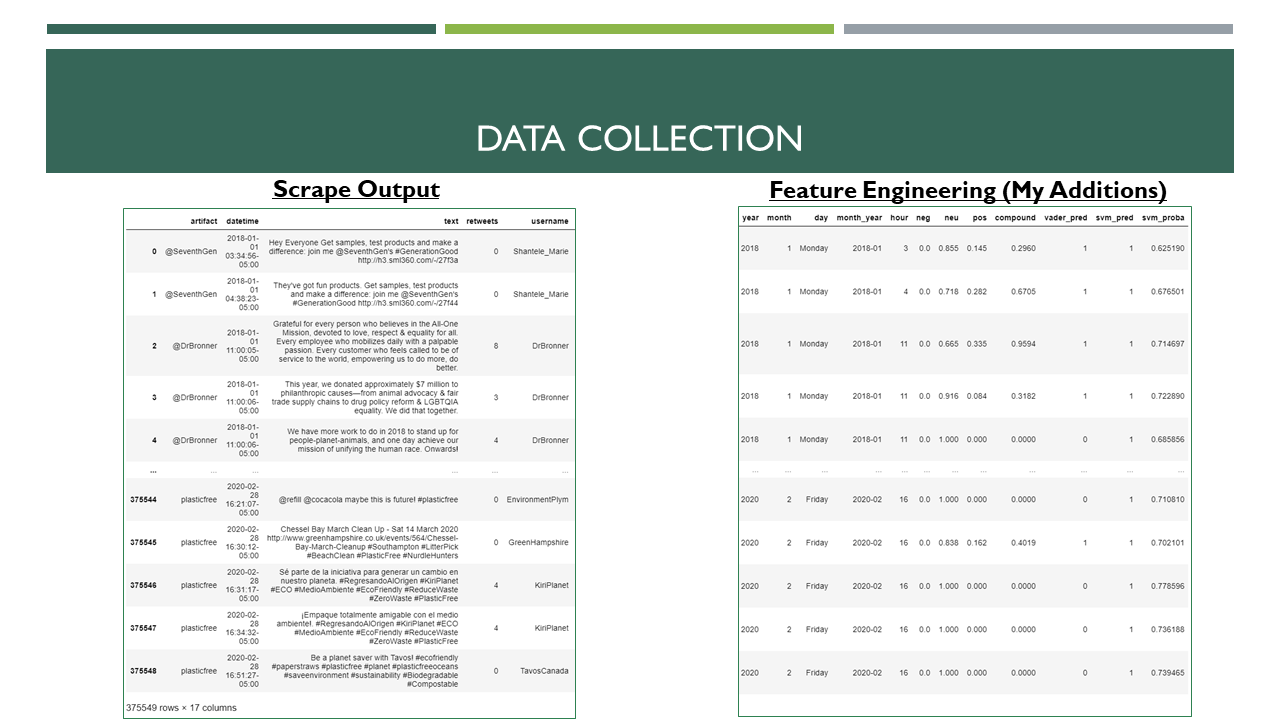 DATA COLLECTION
Scrape Output
artifact datetime text retweets username
0 @SeventhGen 2018-01-
01
03:34:56-
05:00 Hey Everyone Get samples, test products and make a
difference: join me @SeventhGen's #GenerationGood
http://h3.sml360.com/-/27f3a 0 Shantele_Marie
1 @SeventhGen 2018-01-
01
04:38:23-
05:00 They've got fun products. Get samples, test products
and make a difference: join me @SeventhGen's
#GenerationGood http://h3.sml360.com/-/27f44 0 Shantele_Marie
2 @DrBronner 2018-01-
01
11:00:05-
05:00 Grateful for every person who believes in the All-One
Mission, devoted to love, respect & equality for all.
Every employee who mobilizes daily with a palpable
passion. Every customer who feels called to be of
service to the world, empowering us to do more, do
better. 8 DrBronner
3 @DrBronner 2018-01-
01
11:00:06-
05:00 This year, we donated approximately $7 million to
philanthropic causes—from animal advocacy & fair
trade supply chains to drug policy reform & LGBTQIA
equality. We did that together. 3 DrBronner
4 @DrBronner 2018-01-
01
11:00:06-
05:00 We have more work to do in 2018 to stand up for
people-planet-animals, and one day achieve our
mission of unifying the human race. Onwards! 4 DrBronner
... ... ... ... ... ...
375544 plasticfree 2020-02-
28
16:21:07-
05:00 @refill @cocacola maybe this is future! #plasticfree 0 EnvironmentPlym
375545 plasticfree 2020-02-
28
16:30:12-
05:00 Chessel Bay March Clean Up - Sat 14 March 2020
http://www.greenhampshire.co.uk/events/564/Chessel-
Bay-March-Cleanup #Southampton #LitterPick
#BeachClean #PlasticFree #NurdleHunters 0 GreenHampshire
375546 plasticfree 2020-02-
28
16:31:17-
05:00 Sé parte de la iniciativa para generar un cambio en
nuestro planeta. #RegresandoAlOrigen #KiriPlanet
#ECO #MedioAmbiente #EcoFriendly #ReduceWaste
#ZeroWaste #PlasticFree 4 KiriPlanet
375547 plasticfree 2020-02-
28
16:34:32-
05:00 ¡Empaque totalmente amigable con el medio
ambiente!. #RegresandoAlOrigen #KiriPlanet #ECO
#MedioAmbiente #EcoFriendly #ReduceWaste
#ZeroWaste #PlasticFree 4 KiriPlanet
375548 plasticfree 2020-02-
28
16:51:27-
05:00 Be a planet saver with Tavos! #ecofriendly
#paperstraws #plasticfree #planet #plasticfreeoceans
#saveenvironment #sustainability #Biodegradable
#Compostable 0 TavosCanada
375549 rows × 17 columns
Feature Engineering (My Additions)
year month day month_year hour neg neu pos compound vader_pred svm_pred svm_proba
2018 1 Monday 2018-01 3 0.0 0.855 0.145 0.2960 1 1 0.625190
2018 1 Monday 2018-01 4 0.0 0.718 0.282 0.6705 1 1 0.676501
2018 1 Monday 2018-01 11 0.0 0.665 0.335 0.9594 1 1 0.714697
2018 1 Monday 2018-01 11 0.0 0.916 0.084 0.3182 1 1 0.722890
2018 1 Monday 2018-01 11 0.0 1.000 0.000 0.0000 0 1 0.685856
... ... ... ... ... ... ... ... ... ... ... ...
2020 2 Friday 2020-02 16 0.0 1.000 0.000 0.0000 0 1 0.710810
2020 2 Friday 2020-02 16 0.0 0.838 0.162 0.4019 1 1 0.702101
2020 2 Friday 2020-02 16 0.0 1.000 0.000 0.0000 0 1 0.778596
2020 2 Friday 2020-02 16 0.0 1.000 0.000 0.0000 0 1 0.736188
2020 2 Friday 2020-02 16 0.0 1.000 0.000 0.0000 0 1 0.739465